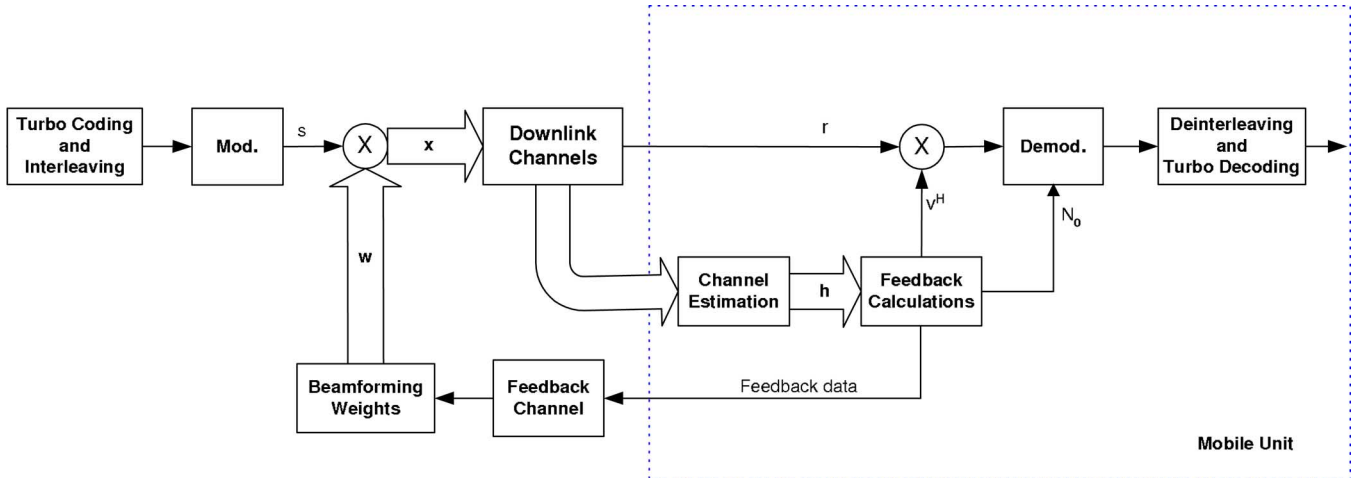 Turbo Coding
and
Interleaving
Mod.
s
X
x
Downlink
Channels
r
X
Demod.
Deinterleaving
and
Turbo Decoding
v^H
N_0
w
Channel
Estimation
h
Feedback
Calculations
Beamforming
Weights
Feedback
Channel
Feedback data
Mobile Unit